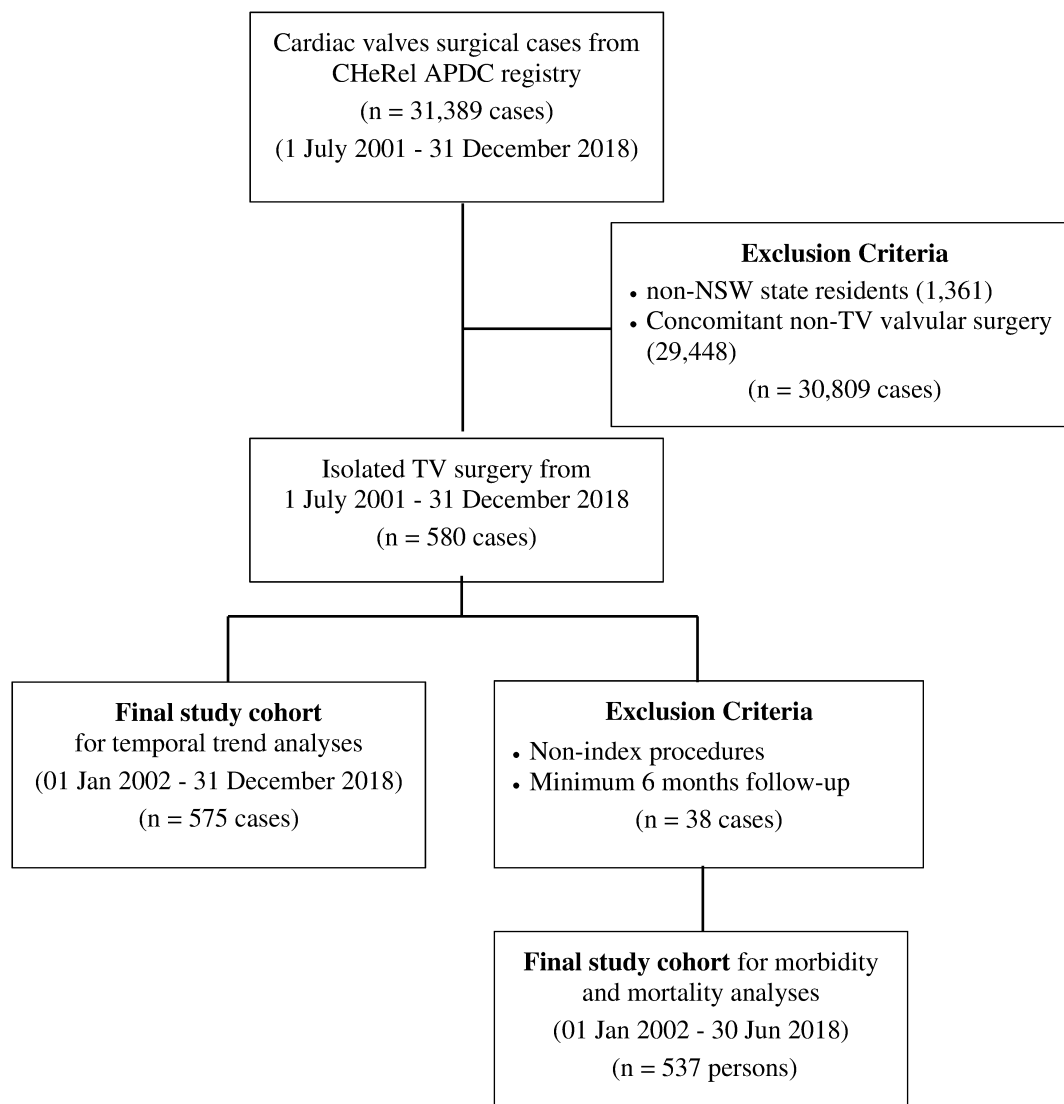 Cardiac valves surgical cases from
CHeRel APDC registry
(n = 31,389 cases)
(1 July 2001 - 31 December 2018)
Exclusion Criteria
• non-NSW state residents (1,361)
• Concomitant non-TV valvular surgery
(29,448)
(n = 30,809 cases)
Isolated TV surgery from
1 July 2001 - 31 December 2018
(n = 580 cases)
Final study cohort
for temporal trend analyses
(01 Jan 2002 - 31 December 2018)
(n = 575 cases)
Exclusion Criteria
• Non-index procedures
• Minimum 6 months follow-up
(n = 38 cases)
Final study cohort for morbidity
and mortality analyses
(01 Jan 2002 - 30 Jun 2018)
(n = 537 persons)